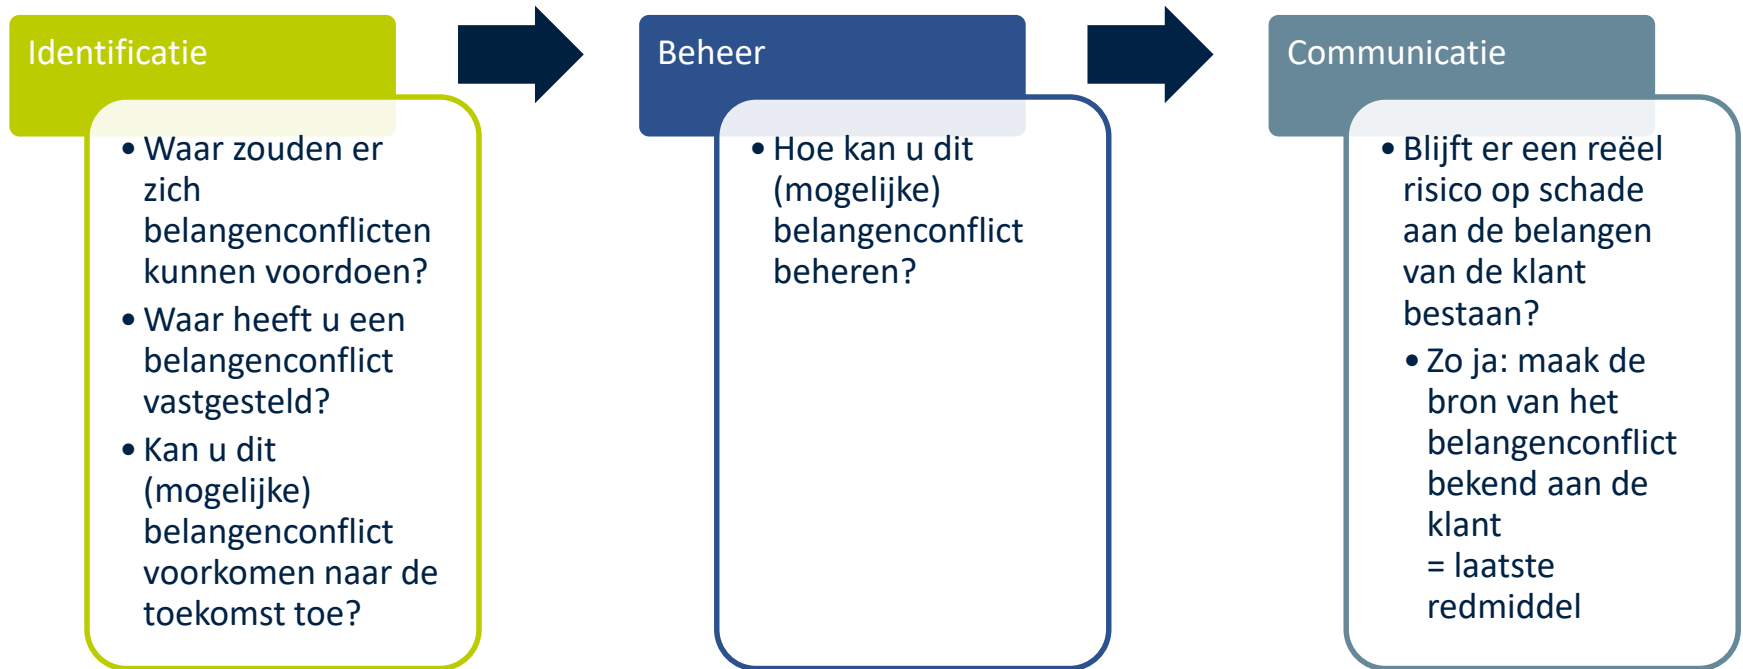 Identificatie
• Waar zouden er
zich
belangenconflicten
kunnen voordoen?
• Waar heeft u een
belangenconflict
vastgesteld?
• Kan u dit
(mogelijke)
belangenconflict
voorkomen naar de
toekomst toe?
Beheer
• Hoe kan u dit
(mogelijke)
belangenconflict
beheren?
Communicatie
• Blijft er een reëel
risico op schade
aan de belangen
van de klant
bestaan?
• Zo ja: maak de
bron van het
belangenconflict
bekend aan de
klant
= laatste
redmiddel